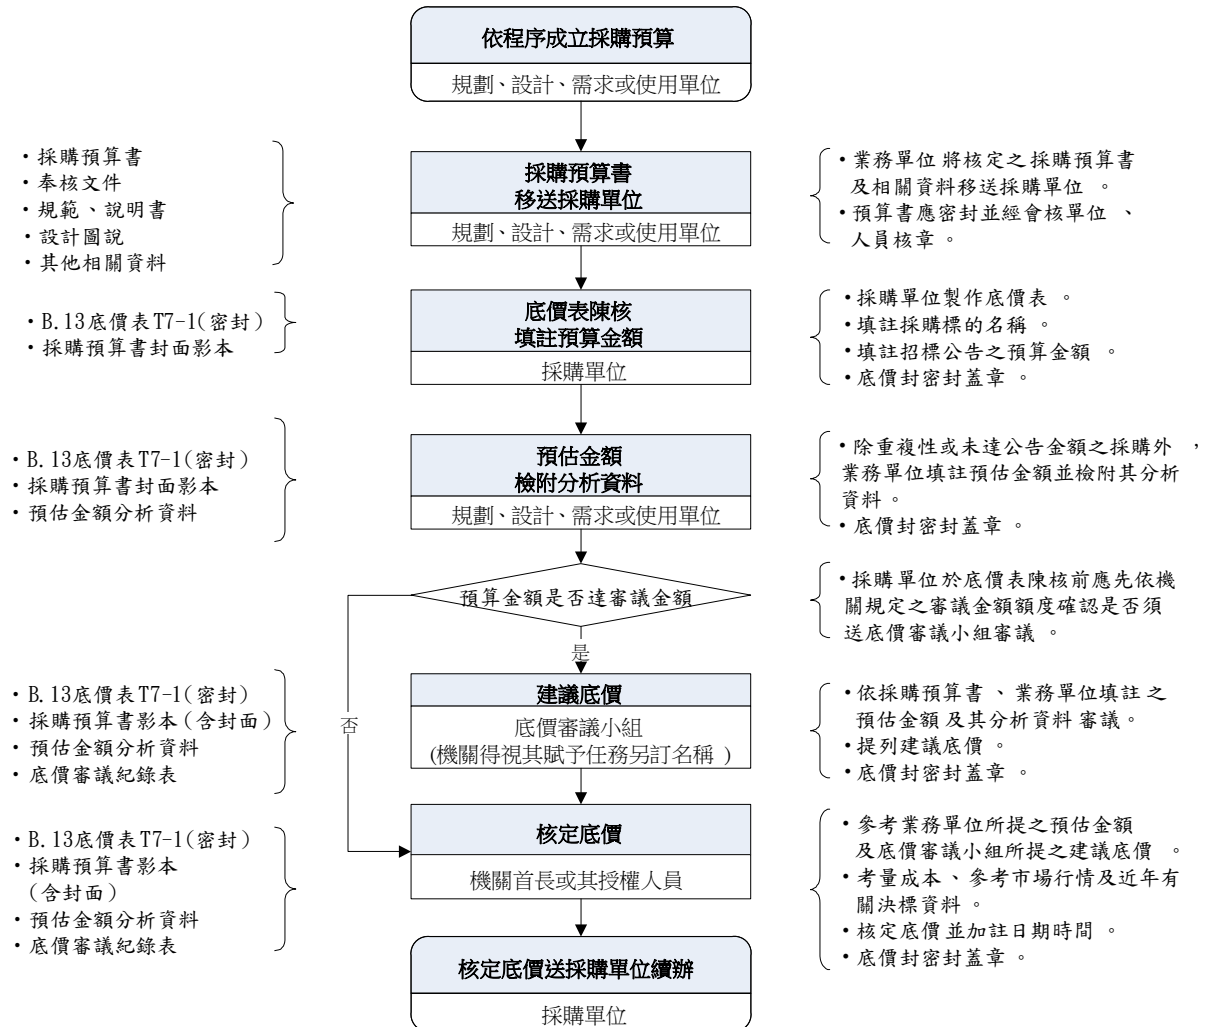 依程序成立採購預算
規劃、設計、需求或使用單位
・採購預算書
・奉核文件
・規範、說明書
・設計圖說
・其他相關資料
採購預算書
移送採購單位
規劃、設計、需求或使用單位
・業務單位將核定之採購預算書
及相關資料移送採購單位。
・預算書應密封並經會核單位、
人員核章。
・B.13底價表T7-1(密封)
・採購預算書封面影本
底價表陳核
填註預算金額
採購單位
・採購單位製作底價表。
・填註採購標的名稱。
・填註招標公告之預算金額。
・底價封密封蓋章。
・B.13底價表T7-1(密封)
・採購預算書封面影本
・預估金額分析資料
預估金額
檢附分析資料
規劃、設計、需求或使用單位
・除重複性或未達公告金額之採購外，
業務單位填註預估金額並檢附其分析
資料。
・底價封密封蓋章。
預算金額是否達審議金額
・採購單位於底價表陳核前應先依機
關規定之審議金額額度確認是否須
送底價審議小組審議。
是
否
・B.13底價表T7-1(密封)
・採購預算書影本(含封面)
・預估金額分析資料
・底價審議紀錄表
建議底價
底價審議小組
(機關得視其賦予任務另訂名稱)
・依採購預算書、業務單位填註之
預估金額及其分析資料審議。
・提列建議底價。
・底價封密封蓋章。
・B.13底價表T7-1(密封)
・採購預算書影本
(含封面)
・預估金額分析資料
・底價審議紀錄表
核定底價
機關首長或其授權人員
・參考業務單位所提之預估金額
及底價審議小組所提之建議底價。
・考量成本、參考市場行情及近年有
關決標資料。
・核定底價並加註日期時間。
・底價封密封蓋章。
核定底價送採購單位續辦
採購單位